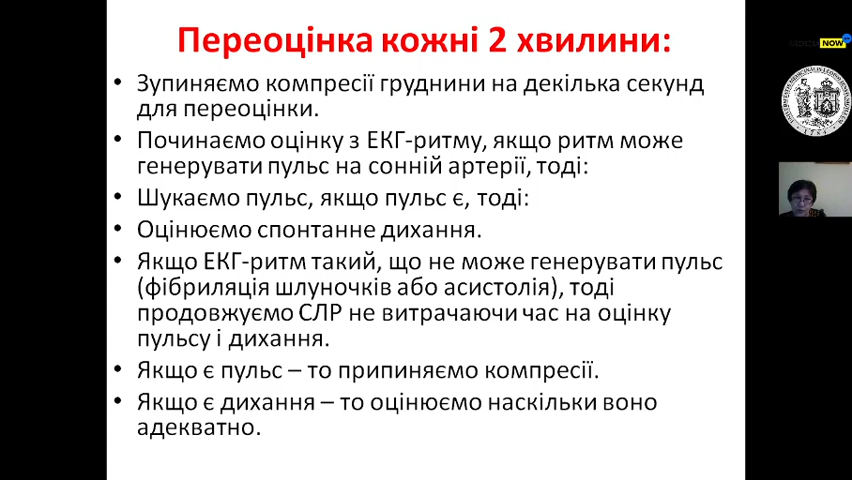 Переоцінка кожні 2 хвилини:
• Зупиняємо компресії груднини на декілька секунд
для переоцінки.
• Починаємо оцінку з ЕКГ-ритму, якщо ритм може
генерувати пульс на сонній артерії, тоді:
• Шукаємо пульс, якщо пульс є, тоді:
• Оцінюємо спонтанне дихання.
• Якщо ЕКГ-ритм такий, що не може генерувати пульс
(фібриляція шлуночків або асистолія), тоді
продовжуємо СЛР не витрачаючи час на оцінку
пульсу і дихання.
• Якщо є пульс – то припиняємо компресії.
• Якщо є дихання – то оцінюємо наскільки воно
адекватно.
NOW